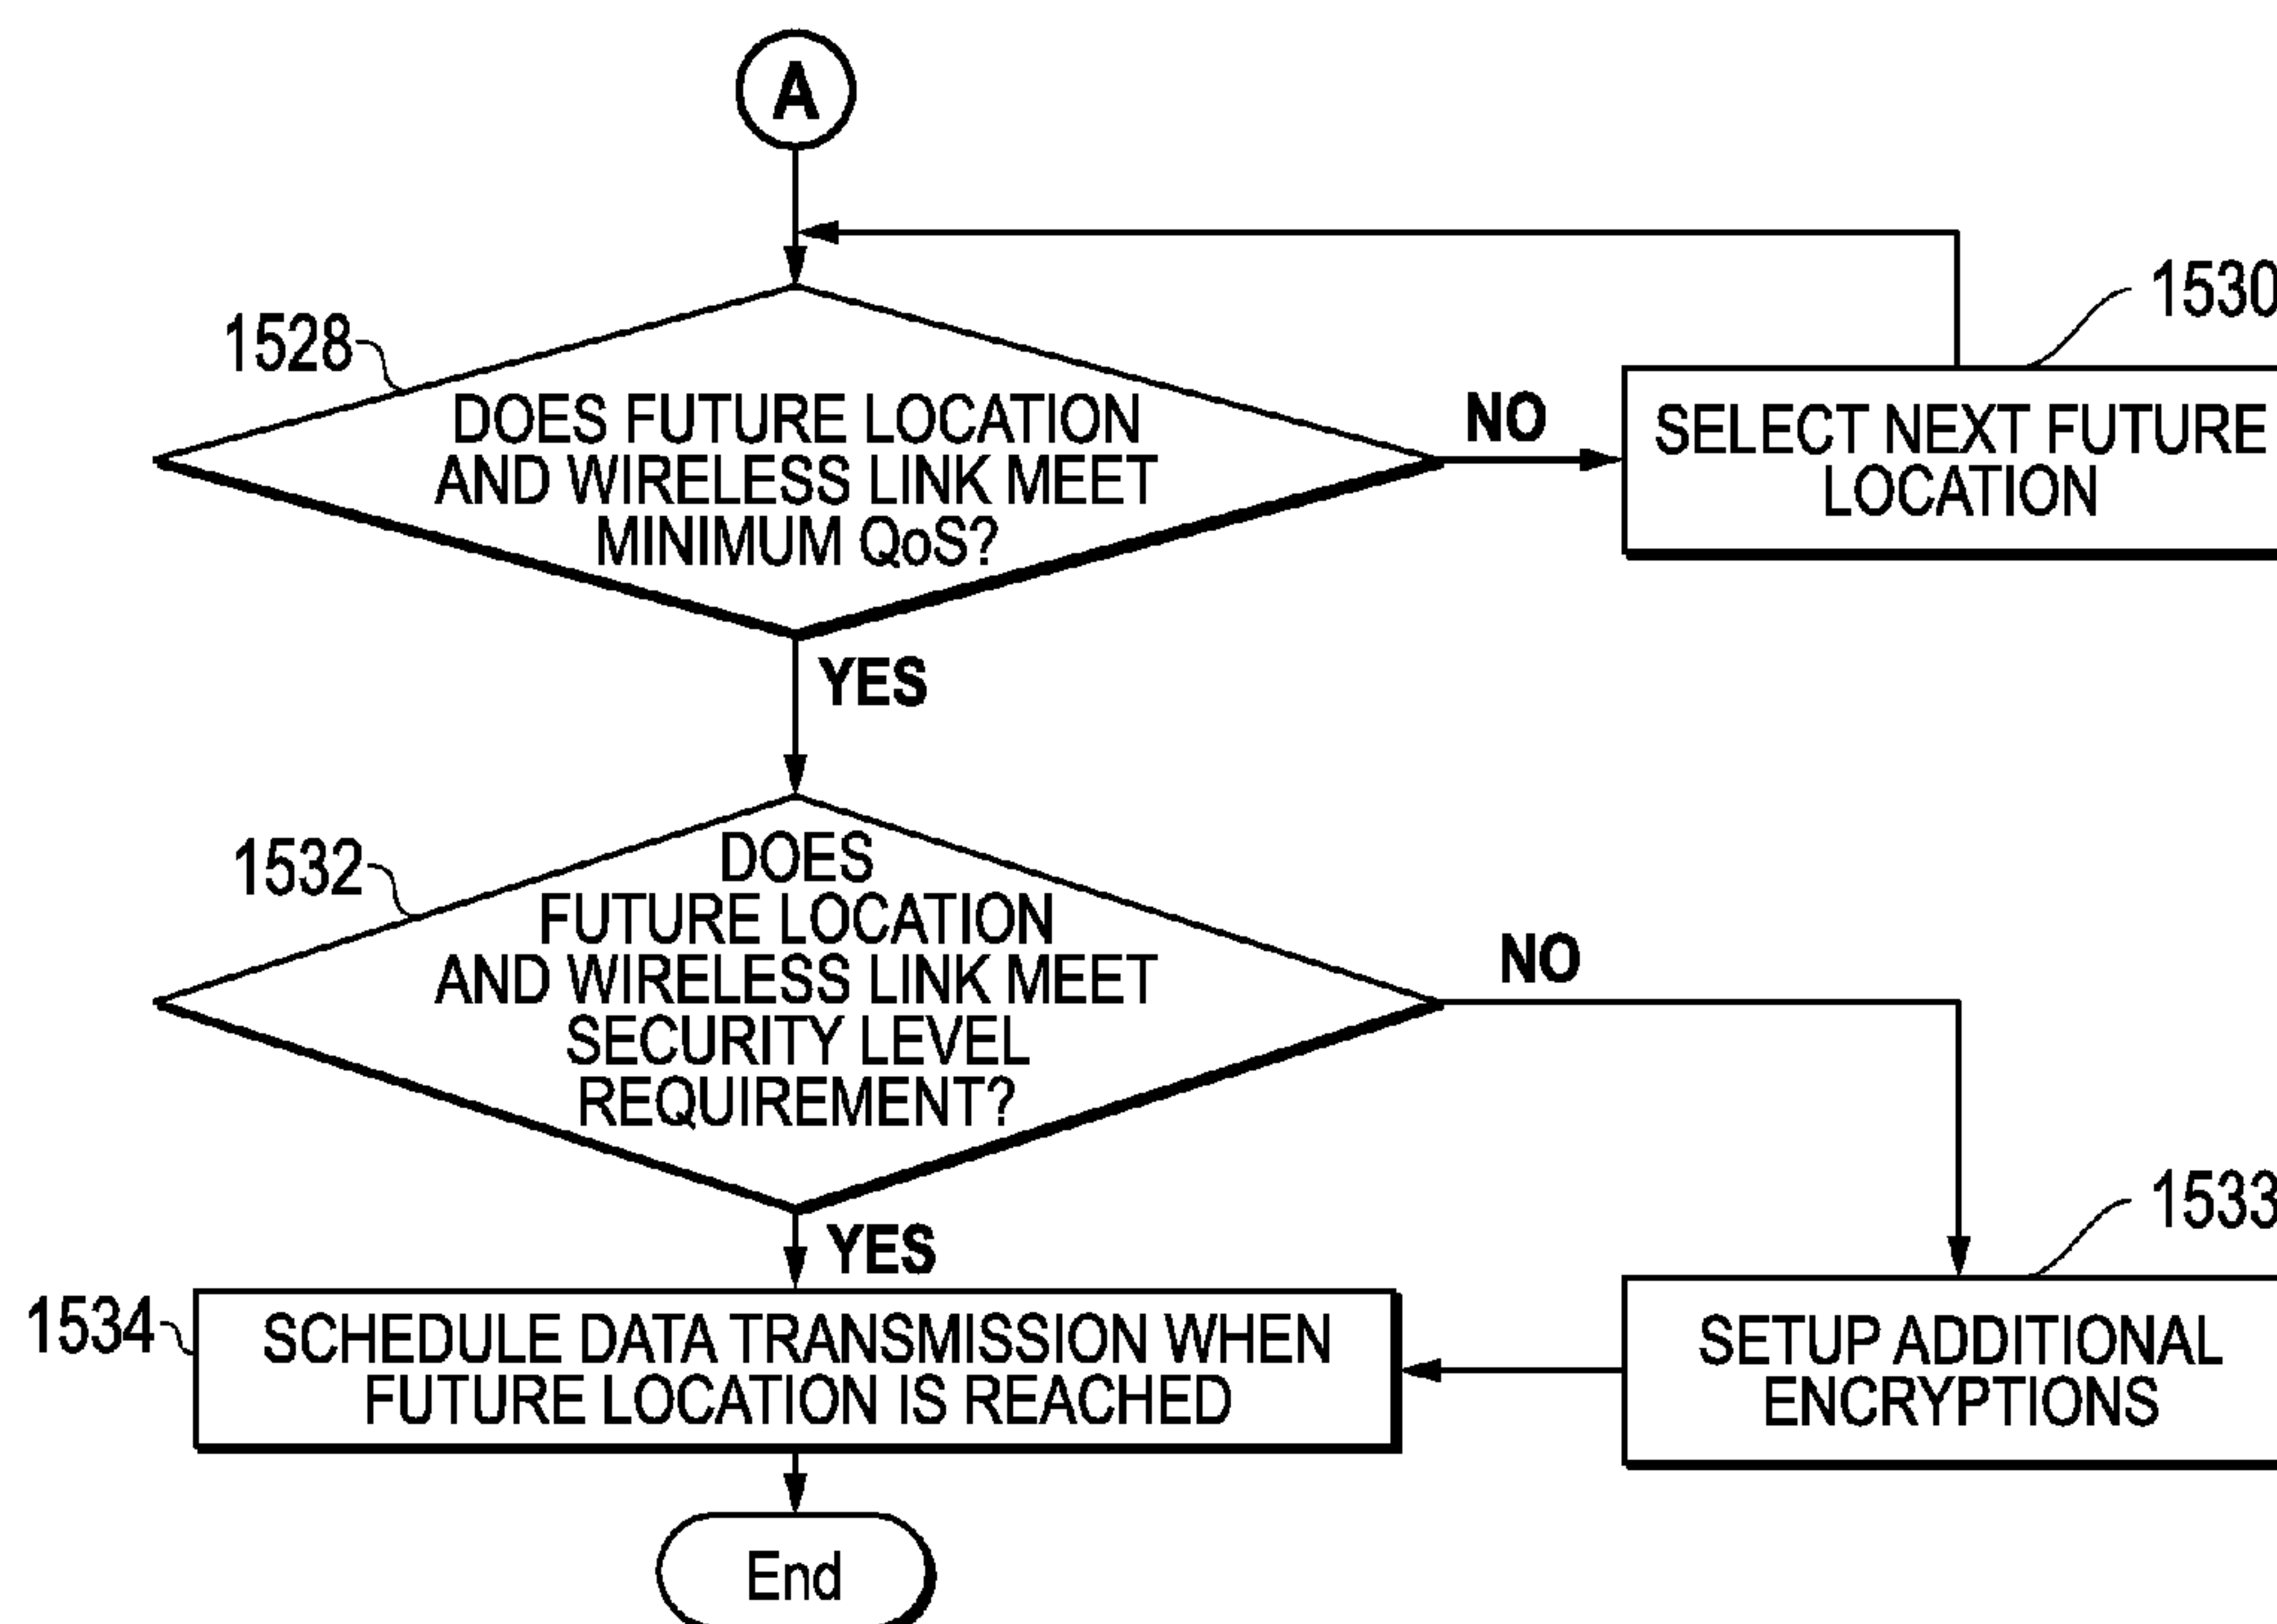 A
1528
DOES FUTURE LOCATION
AND WIRELESS LINK MEET
MINIMUM QoS?
NO
1530
SELECT NEXT FUTURE
LOCATION
YES
1532
DOES
FUTURE LOCATION
AND WIRELESS LINK MEET
SECURITY LEVEL
REQUIREMENT?
NO
1533
SETUP ADDITIONAL
ENCRYPTIONS
YES
1534
SCHEDULE DATA TRANSMISSION WHEN
FUTURE LOCATION IS REACHED
End